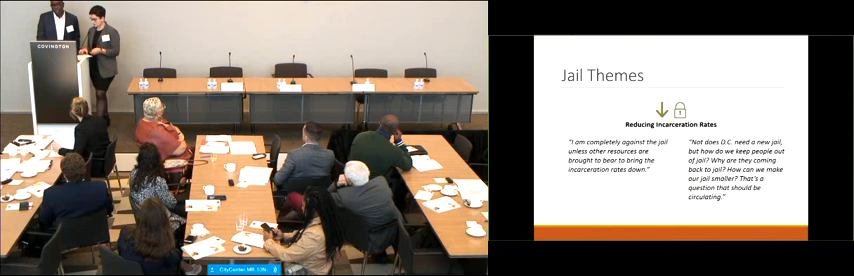 COVINGTON
Jail Themes
Reducing Incarceration Rates
"I am completely against the jail
unless other resources are
brought to bear to bring the
incarceration rates down."
"Not does D.C. need a new jail,
but how do we keep people out
of jail? Why are they coming
back to jail? How can we make
our jail smaller? That's a
question that should be
circulating."
CityCenter MR